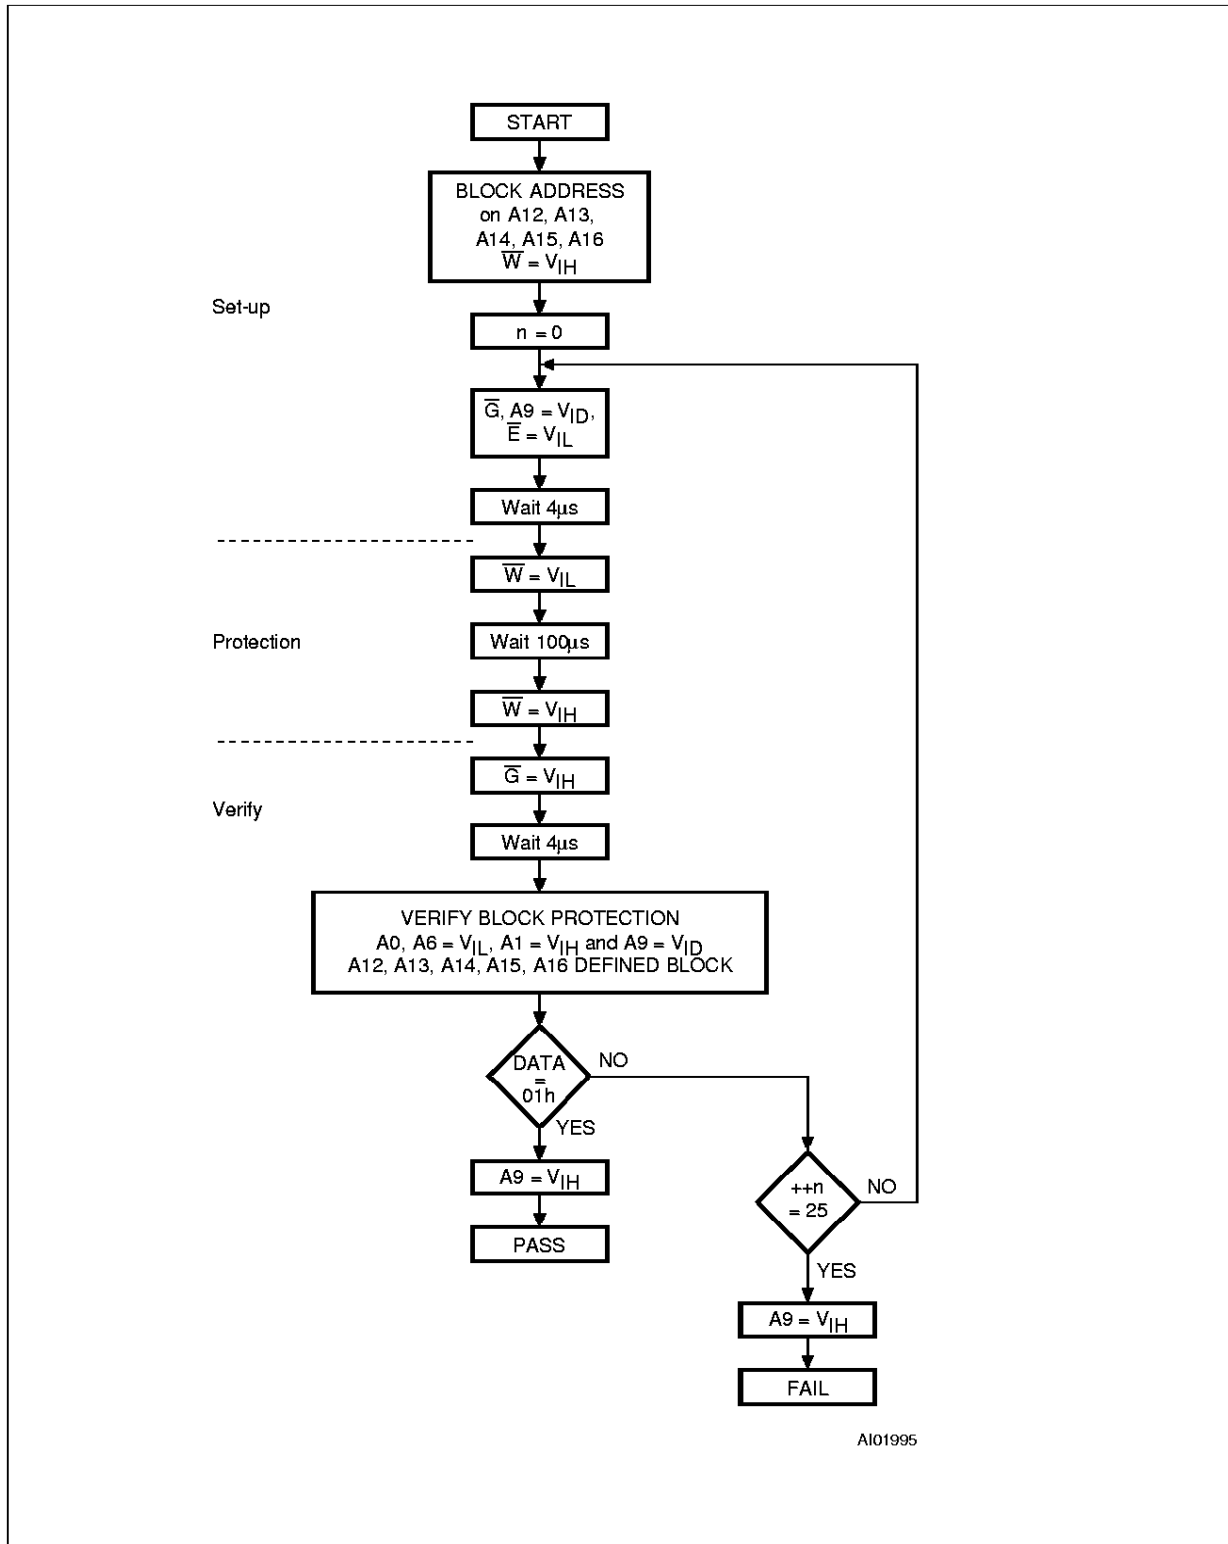 START
BLOCK ADDRESS
on A12, A13,
A14, A15, A16
W̅ = VIH
Set-up
n = 0
G̅, A9 = VID,
E̅ = VIL
Wait 4µs
W̅ = VIL
Protection
Wait 100µs
W̅ = VIH
G̅ = VIH
Verify
Wait 4µs
VERIFY BLOCK PROTECTION
A0, A6 = VIL, A1 = VIH and A9 = VID
A12, A13, A14, A15, A16 DEFINED BLOCK
DATA
=
01h
NO
YES
A9 = VIH
PASS
++n
= 25
NO
YES
A9 = VIH
FAIL
AI01995